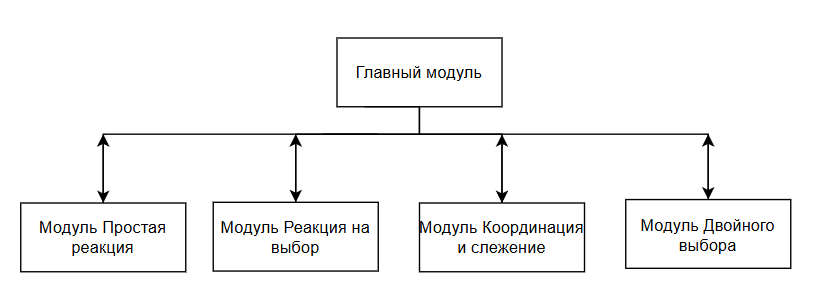 Главный модуль
Модуль Простая
реакция
Модуль Реакция на
выбор
Модуль Координация
и слежение
Модуль Двойного
выбора